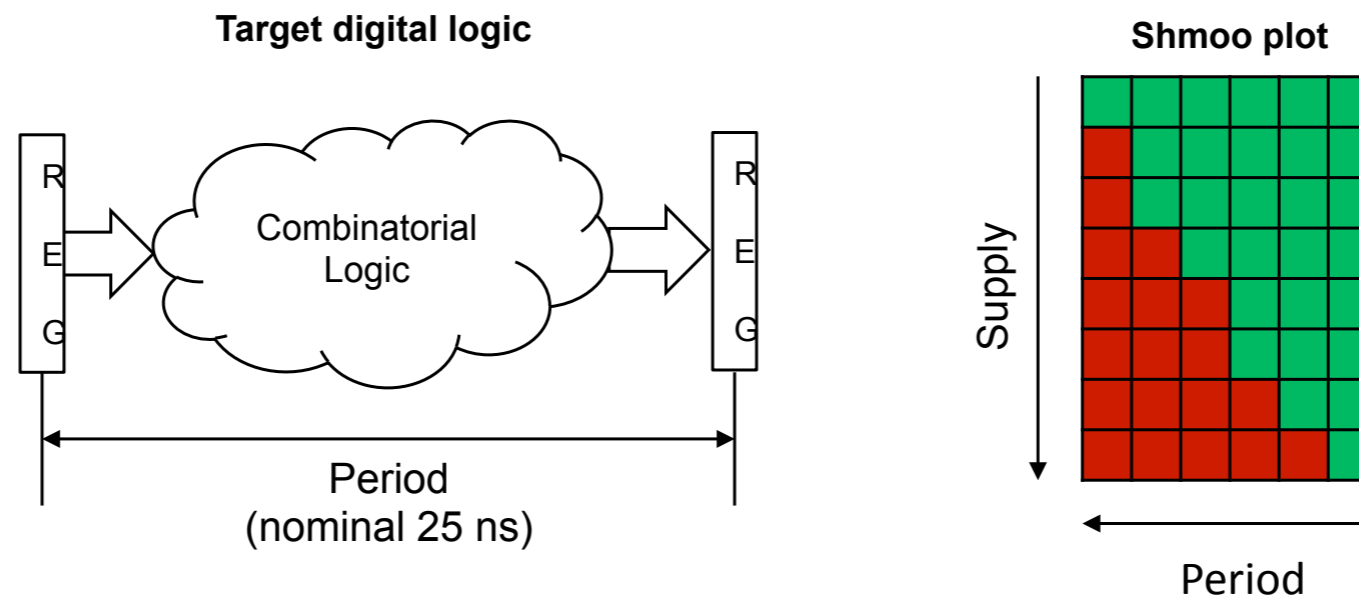 Target digital logic
R
E
G
Combinatorial
Logic
R
E
G
Period
(nominal 25 ns)
Shmoo plot
Supply
Period